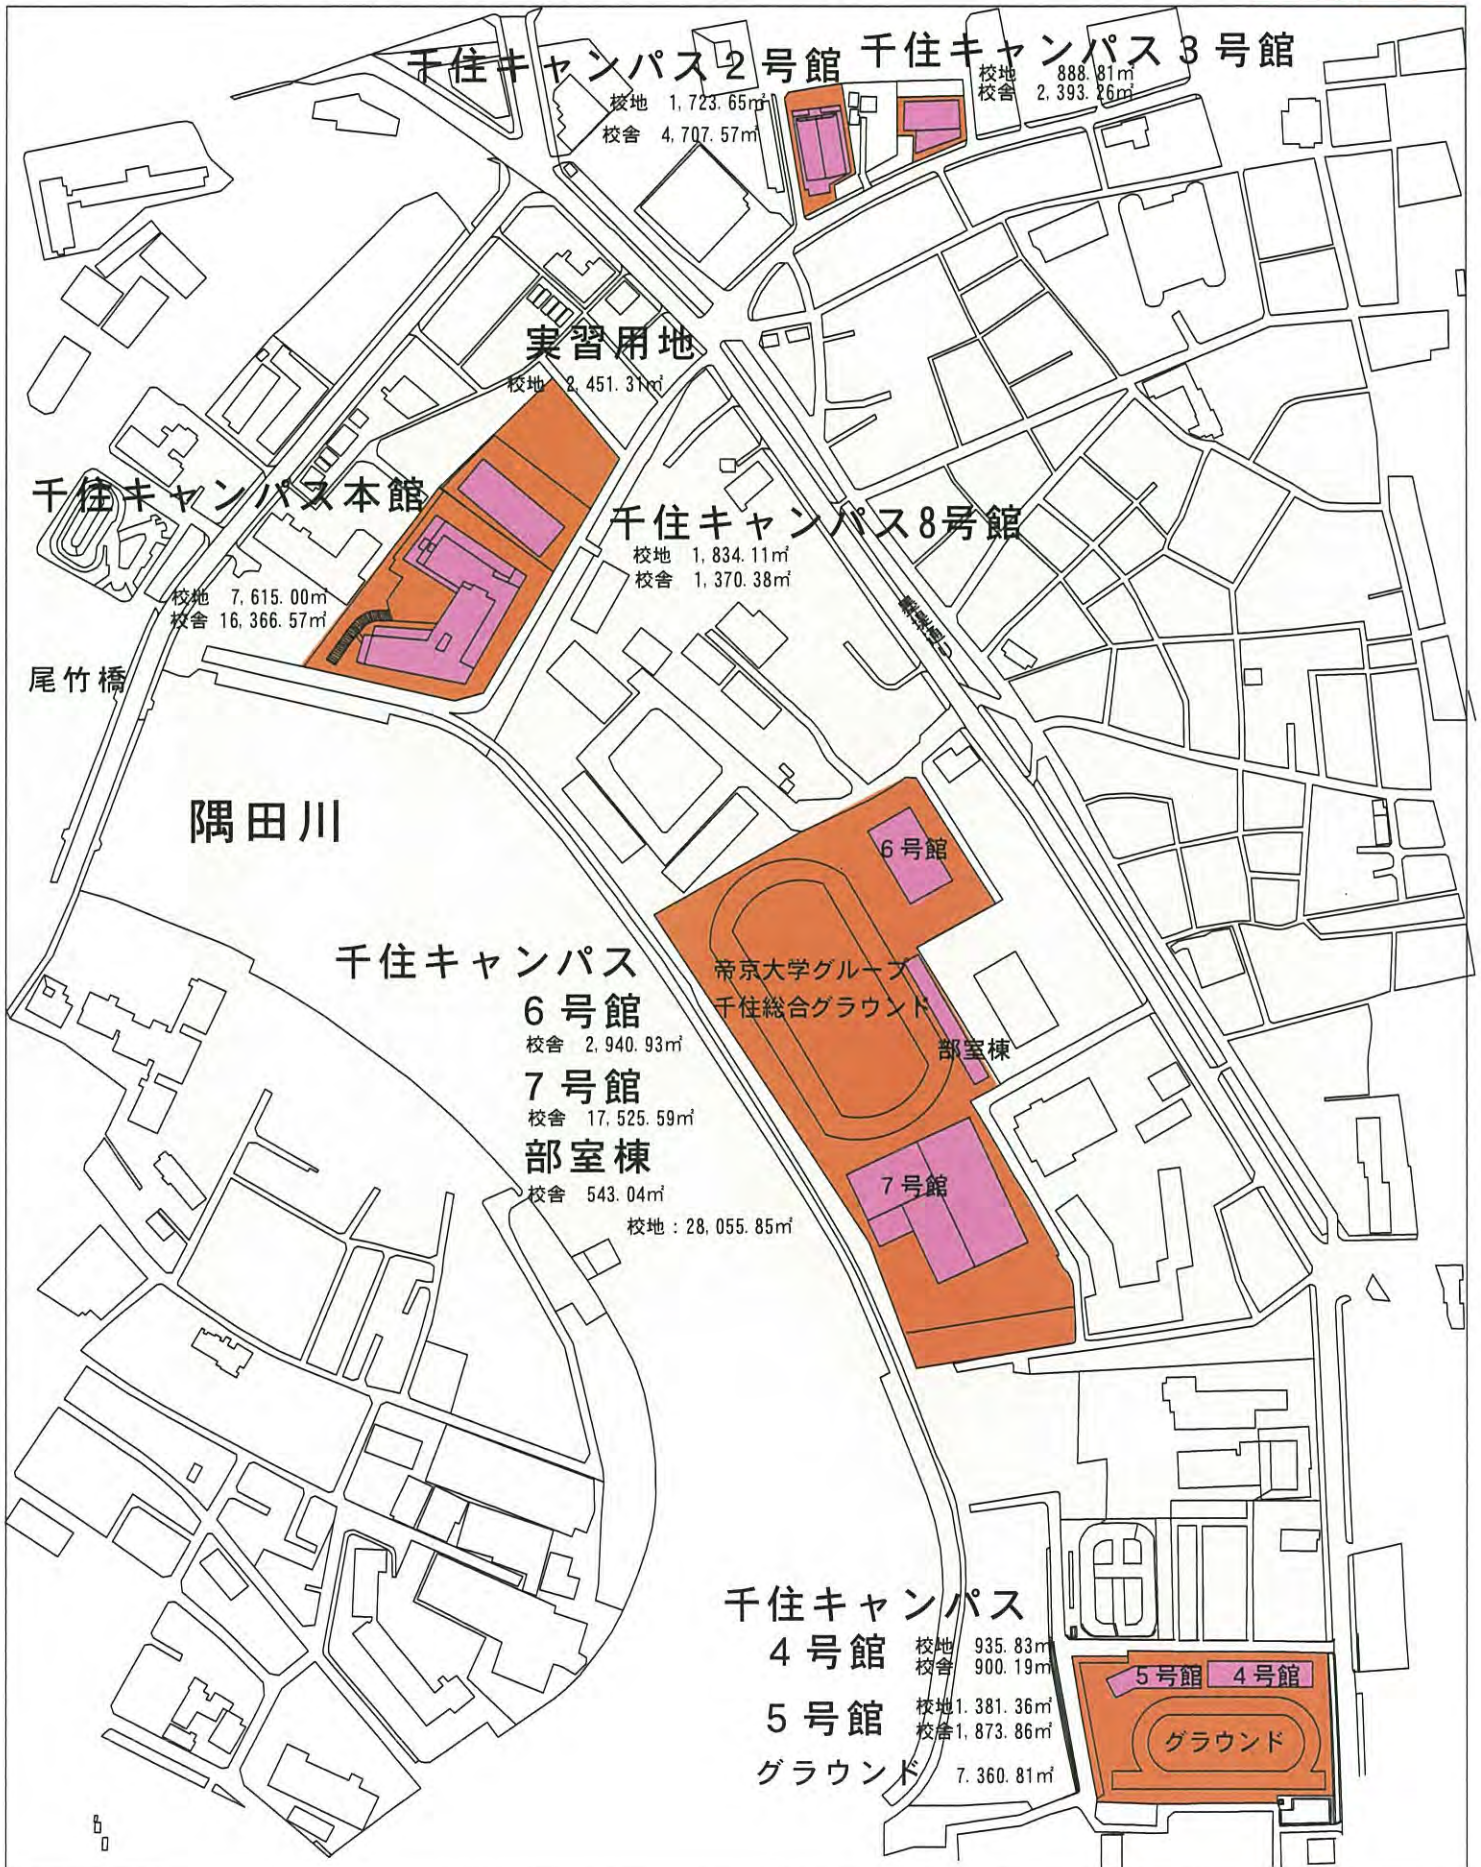 千住キャンパス２号館
校地 1,723.65㎡
校舎 4,707.57㎡
千住キャンパス３号館
校地 888.81㎡
校舎 2,393.26㎡
実習用地
校地 2,451.31㎡
千住キャンパス本館
校地 7,615.00㎡
校舎 16,366.57㎡
千住キャンパス8号館
校地 1,834.11㎡
校舎 1,370.38㎡
墨堤通り
尾竹橋
隅田川
６号館
帝京大学グループ
千住総合グラウンド
部室棟
７号館
千住キャンパス
６号館
校舎 2,940.93㎡
７号館
校舎 17,525.59㎡
部室棟
校舎 543.04㎡
校地：28,055.85㎡
千住キャンパス
４号館 校地 935.83㎡
校舎 900.19㎡
５号館 校地1.381.36㎡
校舎1,873.86㎡
グラウンド 7.360.81㎡
５号館
４号館
グラウンド